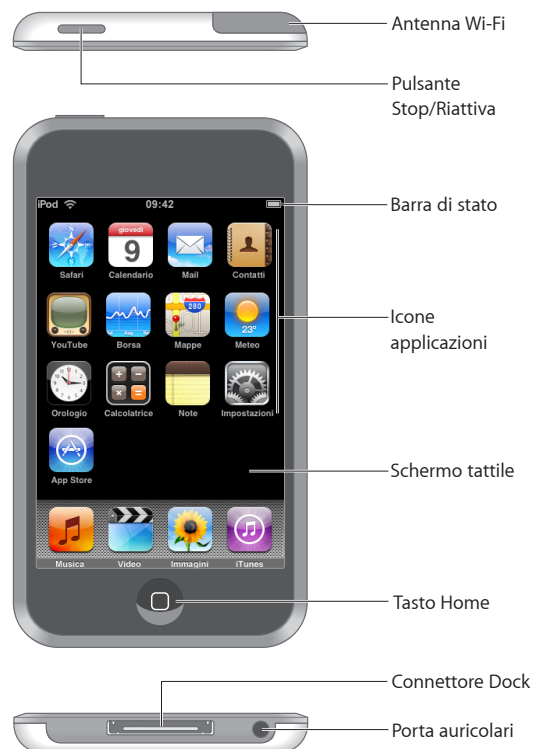 Antenna Wi-Fi
Pulsante
Stop/Riattiva
iPod 09:42
Barra di stato
giovedì
9
280
23°
Safari Calendario Mail Contatti
YouTube Borsa Mappe Meteo
Icone
applicazioni
Orologio Calcolatrice Note Impostazioni
App Store
Schermo tattile
Musica Video Immagini iTunes
Tasto Home
Connettore Dock
Porta auricolari